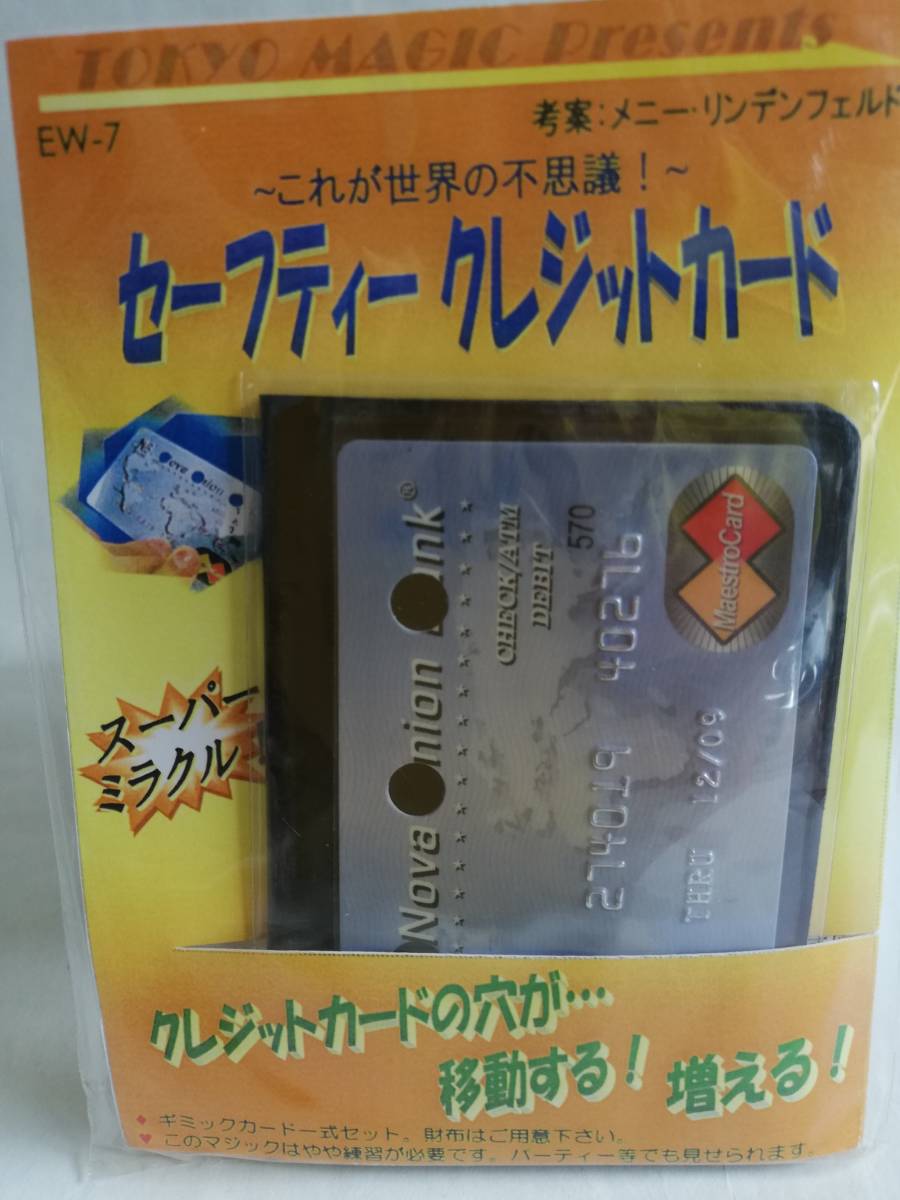 TOKYO MAGIC Presents
EW-7
考案:メニー・リンデンフェルド
~これが世界の不思議!~
セーフティー クレジットカード
スーパー
ミラクル
Nova Union Bank®
CHECK/ATM
DEBIT
570
27401 6T047 40276
THRU 12/09
MaestroCard
クレジットカードの穴が…
移動する! 増える!
♦ ギミックカード一式セット。財布はご用意下さい。
♥ このマジックはやや練習が必要です。パーティー等でも見せられます。